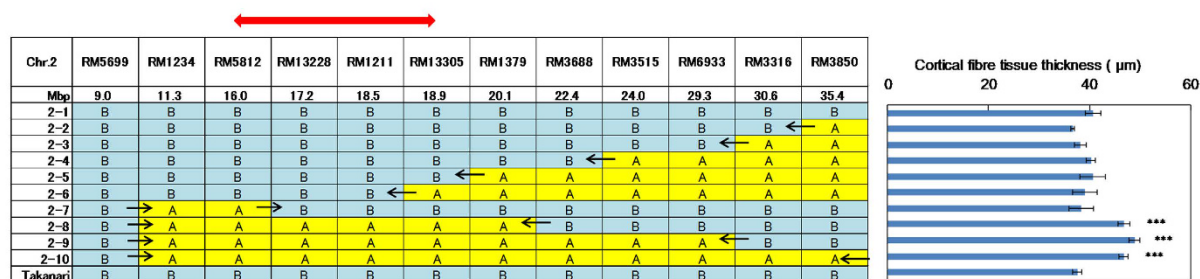 Chr.2 RM5699 RM1234 RM5812 RM13228 RM1211 RM13305 RM1379 RM3688 RM3515 RM6933 RM3316 RM3850
Cortical fibre tissue thickness ( μm)
0 20 40 60
Mbp 9.0 11.3 16.0 17.2 18.5 18.9 20.1 22.4 24.0 29.3 30.6 35.4
2-1 B B B B B B B B B B B B
2-2 B B B B B B B B B B B A
2-3 B B B B B B B B B B A A
2-4 B B B B B B B B A A A A
2-5 B B B B B B A A A A A A
2-6 B B B B B A A A A A A A
2-7 B A A B B B B B B B B B
2-8 B A A A A A A B B B B B ***
2-9 B A A A A A A A A A B B ***
2-10 B A A A A A A A A A A A ***
Takanari B B B B B B B B B B B B